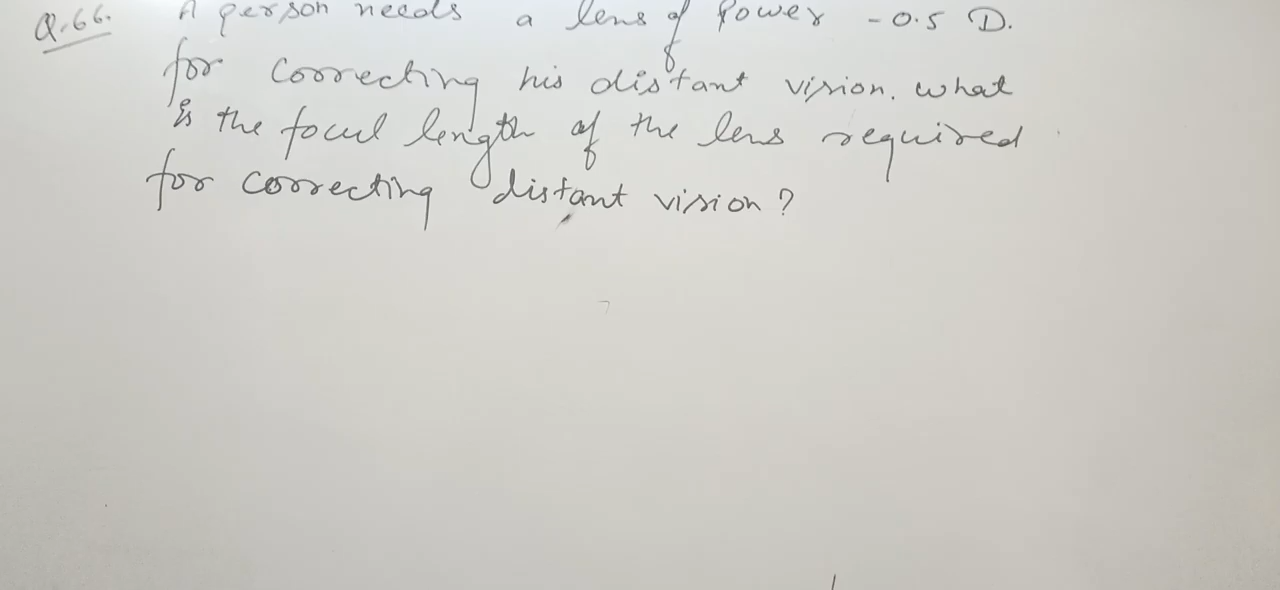 Q.66. A person needs a lens of Power -0.5 D.
for correcting his distant vision. what
is the focul length of the lens required
for correcting distant vision?